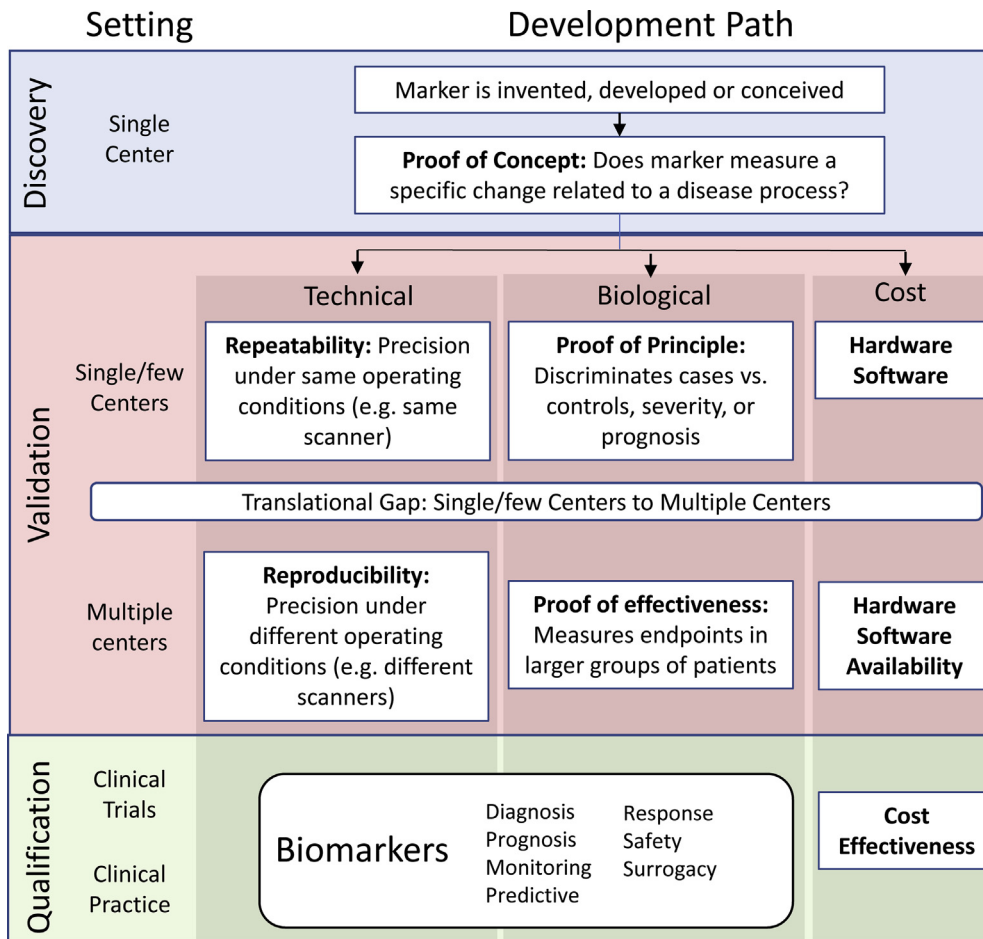 Setting
Development Path
Discovery
Single
Center
Marker is invented, developed or conceived
Proof of Concept: Does marker measure a
specific change related to a disease process?
Validation
Technical
Biological
Cost
Single/few
Centers
Repeatability: Precision
under same operating
conditions (e.g. same
scanner)
Proof of Principle:
Discriminates cases vs.
controls, severity, or
prognosis
Hardware
Software
Translational Gap: Single/few Centers to Multiple Centers
Multiple
centers
Reproducibility:
Precision under
different operating
conditions (e.g. different
scanners)
Proof of effectiveness:
Measures endpoints in
larger groups of patients
Hardware
Software
Availability
Qualification
Clinical
Trials
Clinical
Practice
Biomarkers
Diagnosis
Prognosis
Monitoring
Predictive
Response
Safety
Surrogacy
Cost
Effectiveness